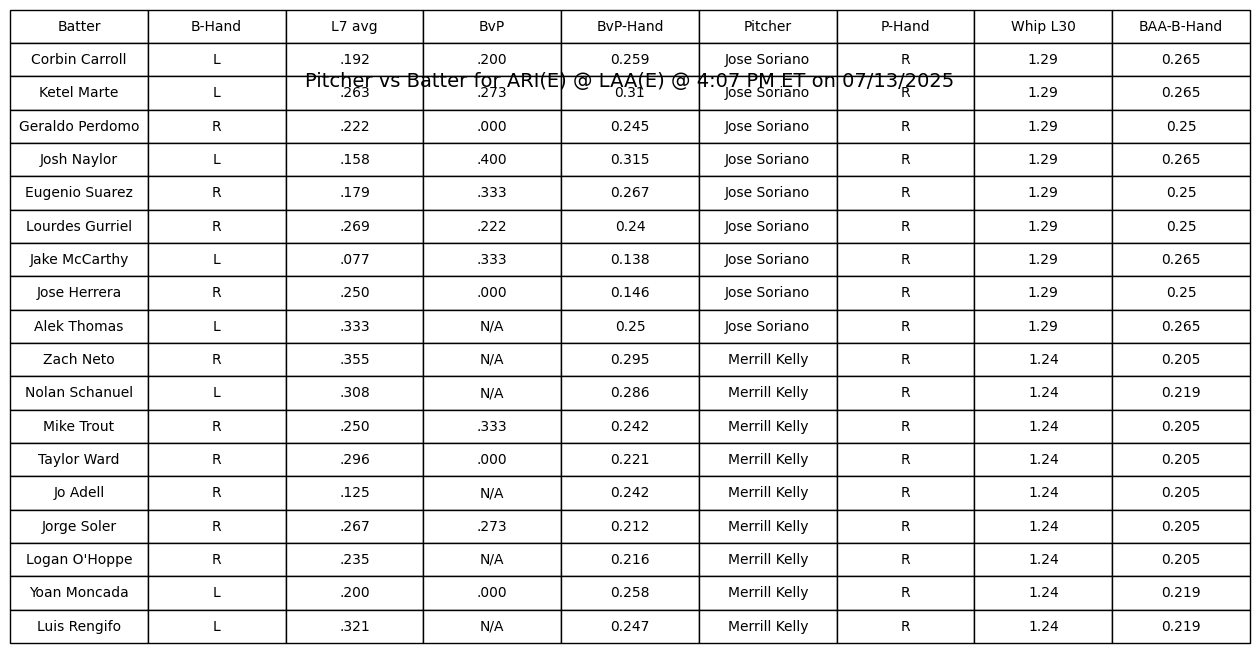 Batter B-Hand L7 avg BvP BvP-Hand Pitcher P-Hand Whip L30 BAA-B-Hand
Corbin Carroll L .192 .200 0.259 Jose Soriano R 1.29 0.265
Pitcher vs Batter for ARI(E) @ LAA(E) @ 4:07 PM ET on 07/13/2025
Ketel Marte L .263 .273 0.31 Jose Soriano R 1.29 0.265
Geraldo Perdomo R .222 .000 0.245 Jose Soriano R 1.29 0.25
Josh Naylor L .158 .400 0.315 Jose Soriano R 1.29 0.265
Eugenio Suarez R .179 .333 0.267 Jose Soriano R 1.29 0.25
Lourdes Gurriel R .269 .222 0.24 Jose Soriano R 1.29 0.25
Jake McCarthy L .077 .333 0.138 Jose Soriano R 1.29 0.265
Jose Herrera R .250 .000 0.146 Jose Soriano R 1.29 0.25
Alek Thomas L .333 N/A 0.25 Jose Soriano R 1.29 0.265
Zach Neto R .355 N/A 0.295 Merrill Kelly R 1.24 0.205
Nolan Schanuel L .308 N/A 0.286 Merrill Kelly R 1.24 0.219
Mike Trout R .250 .333 0.242 Merrill Kelly R 1.24 0.205
Taylor Ward R .296 .000 0.221 Merrill Kelly R 1.24 0.205
Jo Adell R .125 N/A 0.242 Merrill Kelly R 1.24 0.205
Jorge Soler R .267 .273 0.212 Merrill Kelly R 1.24 0.205
Logan O'Hoppe R .235 N/A 0.216 Merrill Kelly R 1.24 0.205
Yoan Moncada L .200 .000 0.258 Merrill Kelly R 1.24 0.219
Luis Rengifo L .321 N/A 0.247 Merrill Kelly R 1.24 0.219